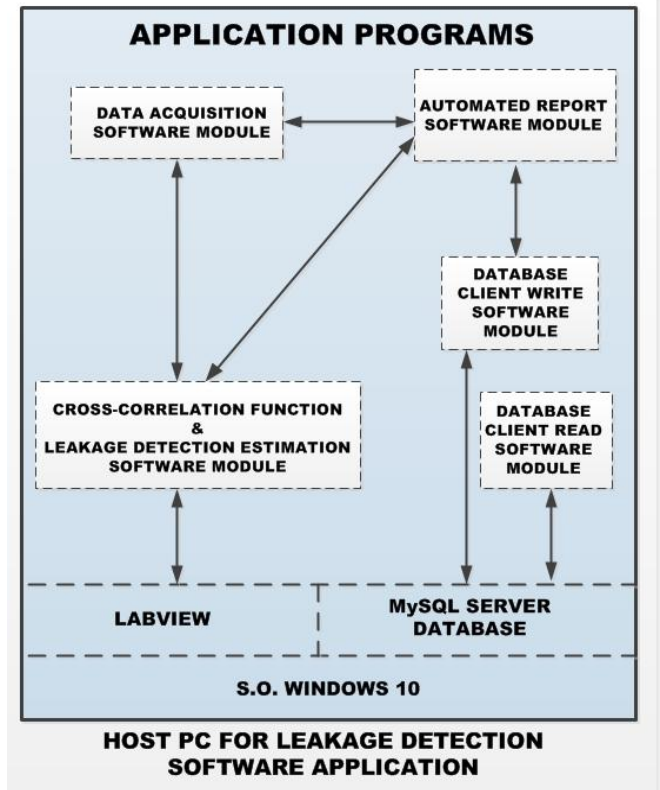 APPLICATION PROGRAMS
DATA ACQUISITION
SOFTWARE MODULE
AUTOMATED REPORT
SOFTWARE MODULE
DATABASE
CLIENT WRITE
SOFTWARE
MODULE
CROSS-CORRELATION FUNCTION
&
LEAKAGE DETECTION ESTIMATION
SOFTWARE MODULE
DATABASE
CLIENT READ
SOFTWARE
MODULE
LABVIEW
MySQL SERVER
DATABASE
S.O. WINDOWS 10
HOST PC FOR LEAKAGE DETECTION
SOFTWARE APPLICATION